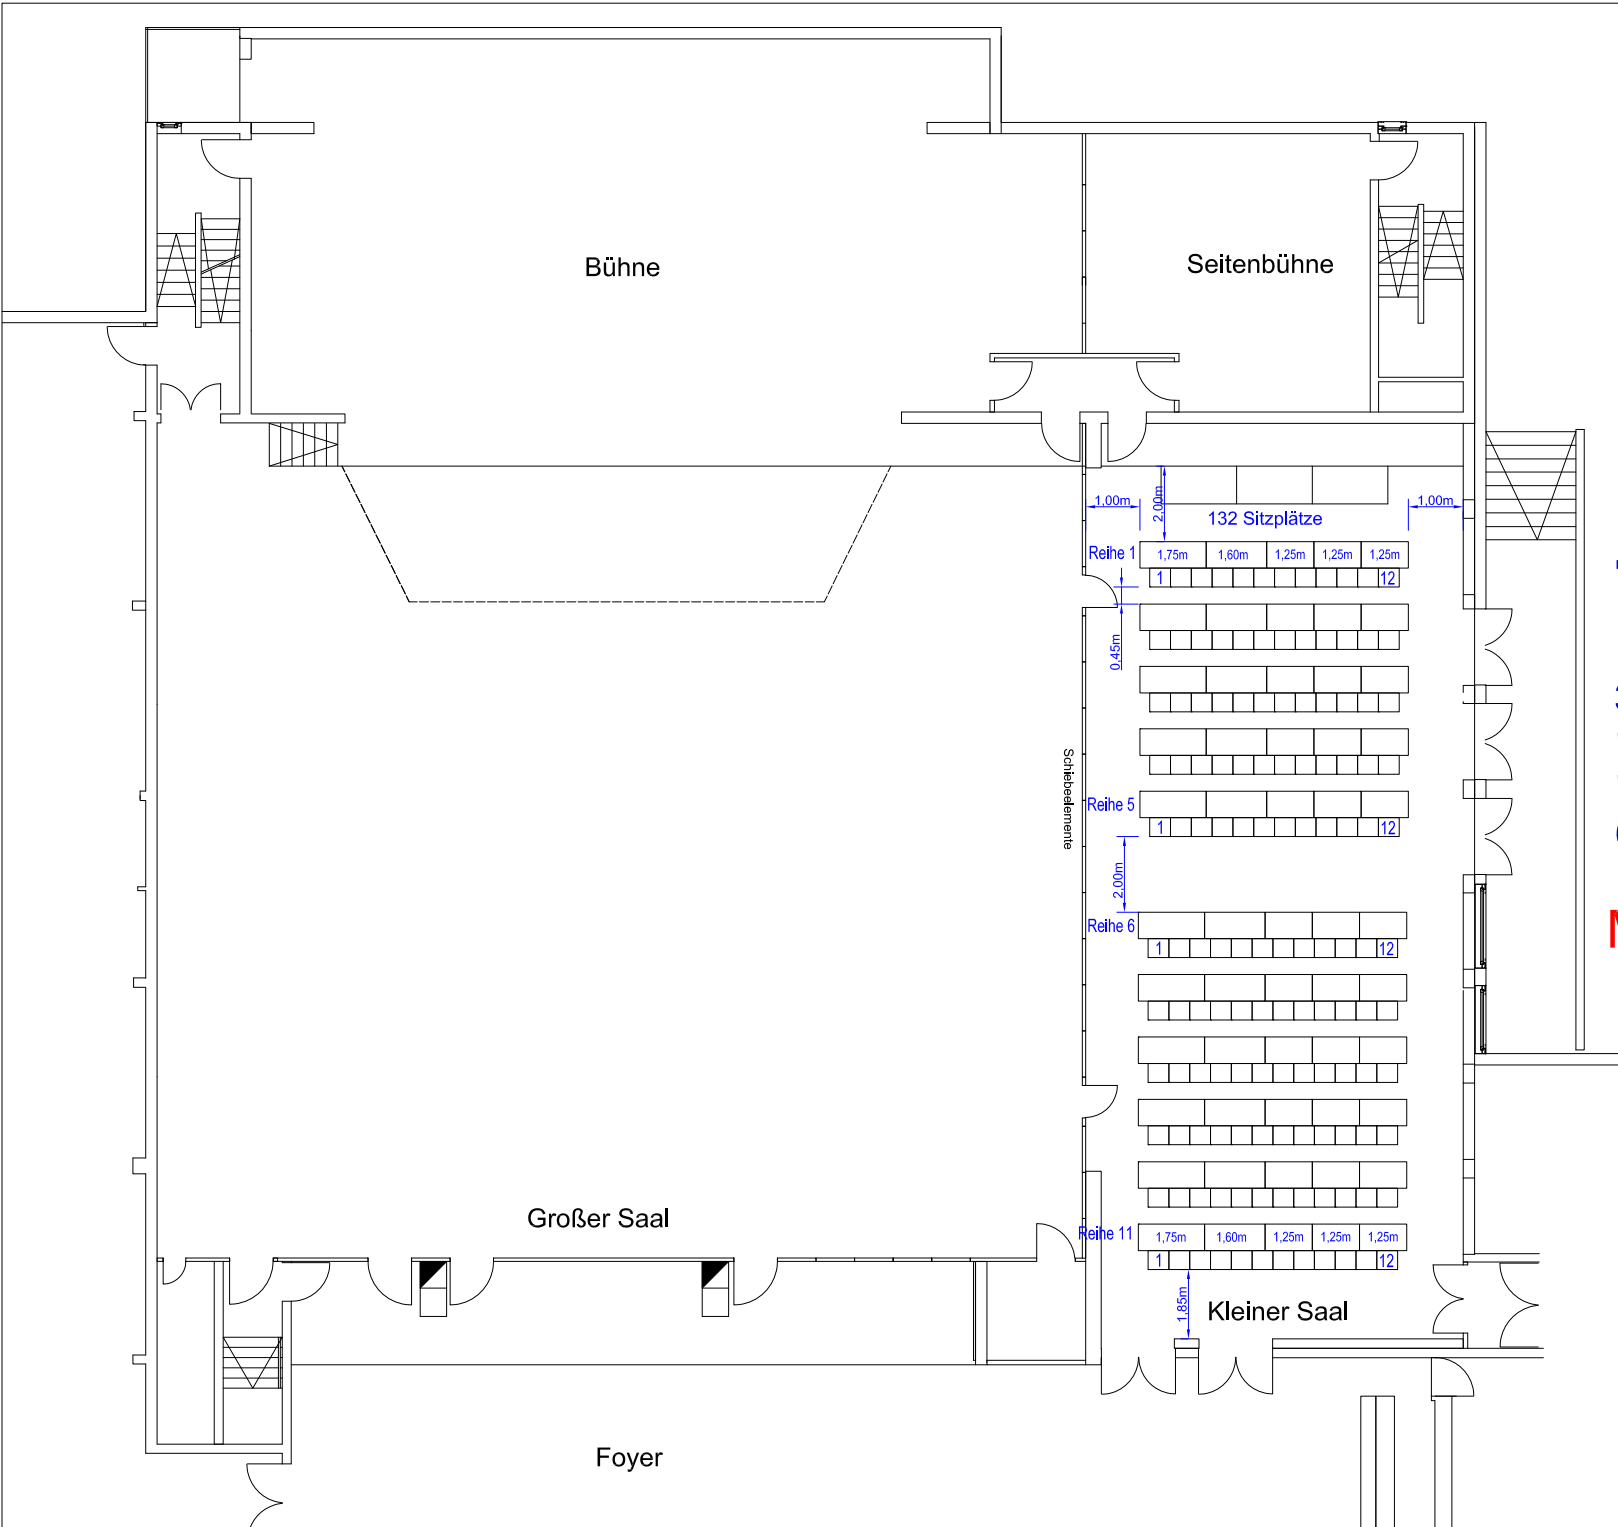 Bühne
Seitenbühne
1,00m
2,00m
1,00m
132 Sitzplätze
Reihe 1
1,75m
1,60m
1,25m
1,25m
1,25m
1
12
0,45m
Schiebeelemente
Reihe 5
1
12
2,00m
Reihe 6
1
12
Großer Saal
Reihe 11
1,75m
1,60m
1,25m
1,25m
1,25m
1
12
1,85m
Kleiner Saal
Foyer